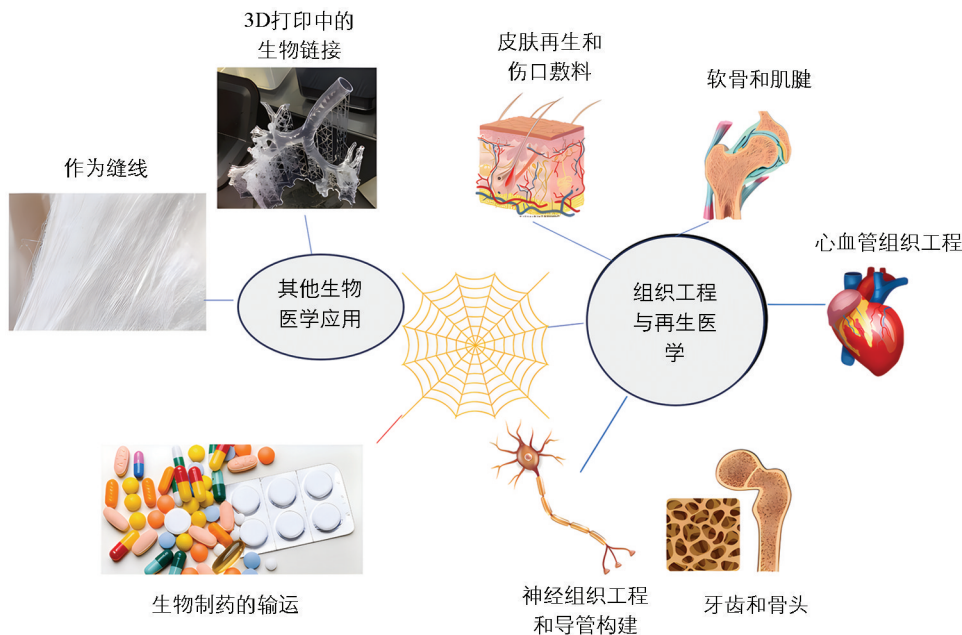 3D打印中的
生物链接
皮肤再生和
伤口敷料
软骨和肌腱
作为缝线
心血管组织工程
其他生物
医学应用
组织工程
与再生医
学
生物制药的输运
神经组织工程
和导管构建
牙齿和骨头